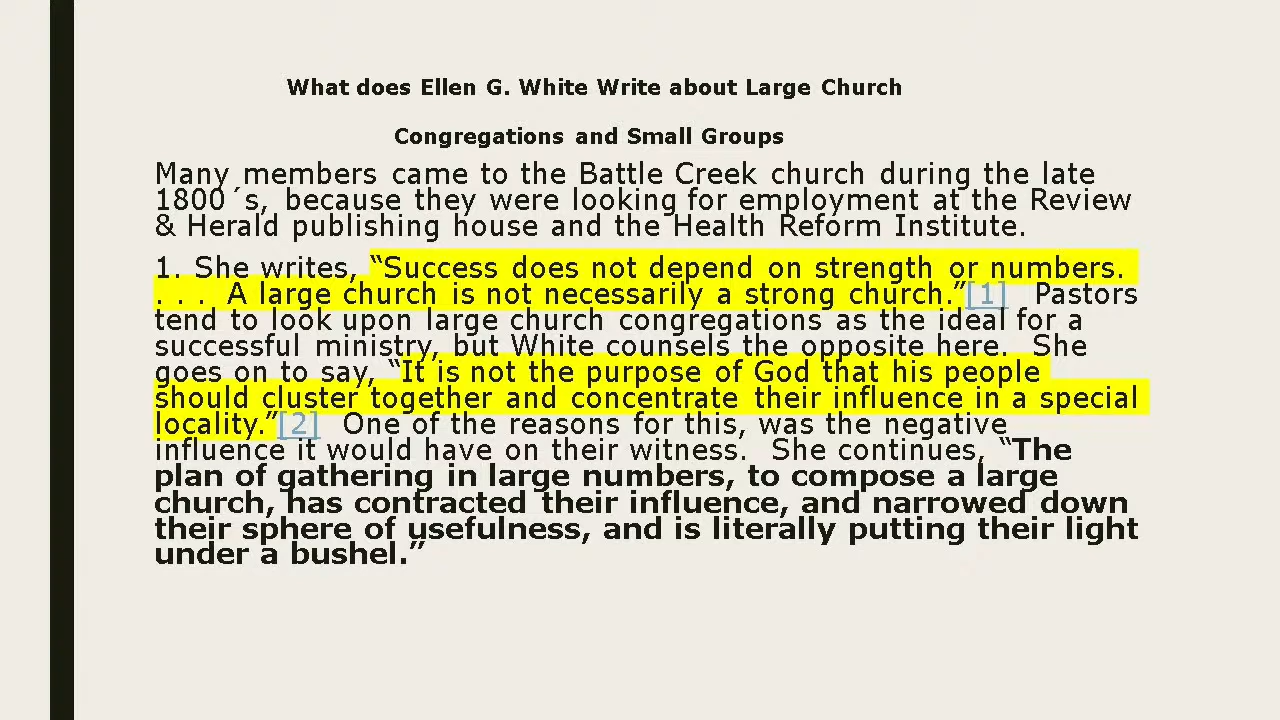 What does Ellen G. White Write about Large Church
Congregations and Small Groups
Many members came to the Battle Creek church during the late
1800´s, because they were looking for employment at the Review
& Herald publishing house and the Health Reform Institute.
1. She writes, “Success does not depend on strength or numbers.
. . . A large church is not necessarily a strong church.”[1] Pastors
tend to look upon large church congregations as the ideal for a
successful ministry, but White counsels the opposite here. She
goes on to say, “It is not the purpose of God that his people
should cluster together and concentrate their influence in a special
locality.”[2] One of the reasons for this, was the negative
influence it would have on their witness. She continues, “The
plan of gathering in large numbers, to compose a large
church, has contracted their influence, and narrowed down
their sphere of usefulness, and is literally putting their light
under a bushel.”